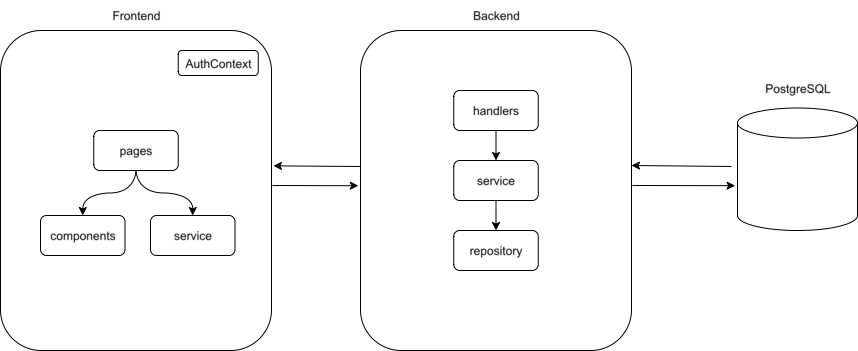 Frontend
Backend
AuthContext
PostgreSQL
handlers
pages
service
components
service
repository